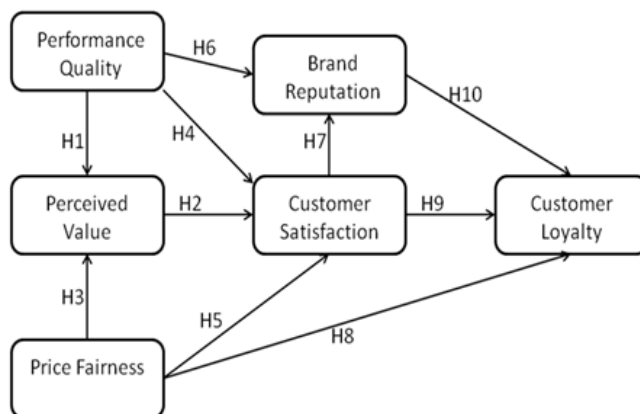 Performance
Quality
H6
Brand
Reputation
H10
H1
H4
H7
Perceived
Value
H2
Customer
Satisfaction
H9
Customer
Loyalty
H3
H5
H8
Price Fairness